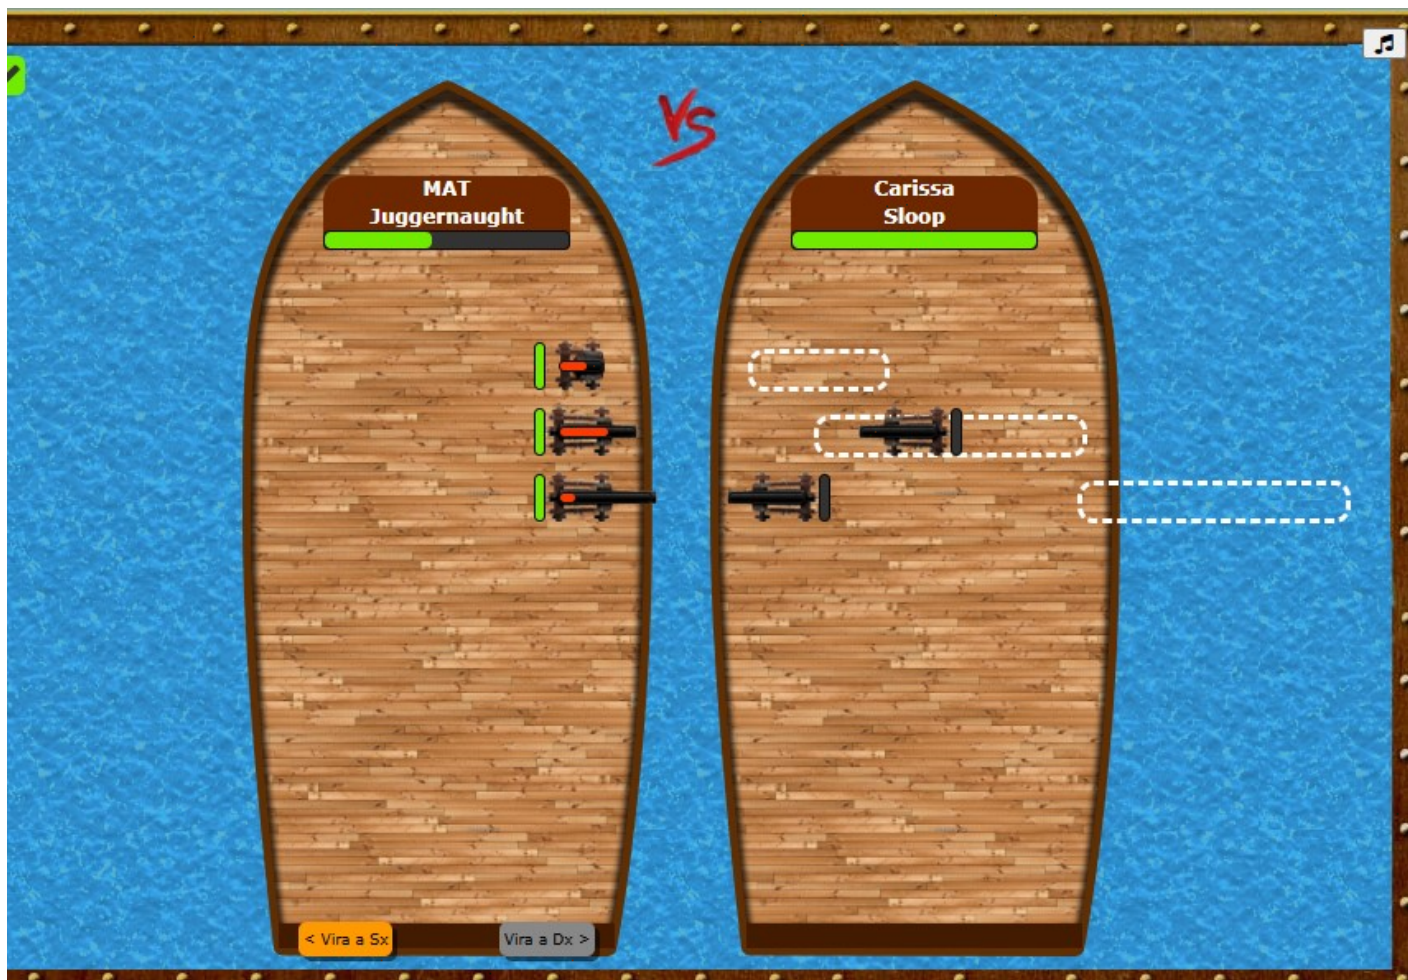 VS
MAT
Juggernaught
Carissa
Sloop
< Vira a Sx
Vira a Dx >